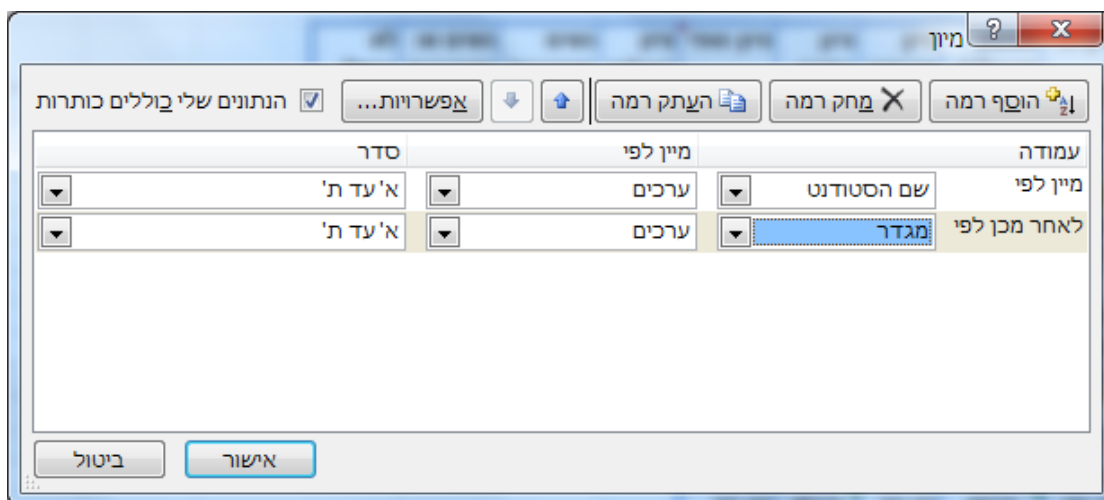 מיון
הוסף רמה מחק רמה העתק רמה אפשרויות... הנתונים שלי כוללים כותרות
עמודה מיין לפי סדר
מיין לפי שם הסטודנט ערכים א' עד ת'
לאחר מכן לפי מגדר ערכים א' עד ת'
אישור ביטול